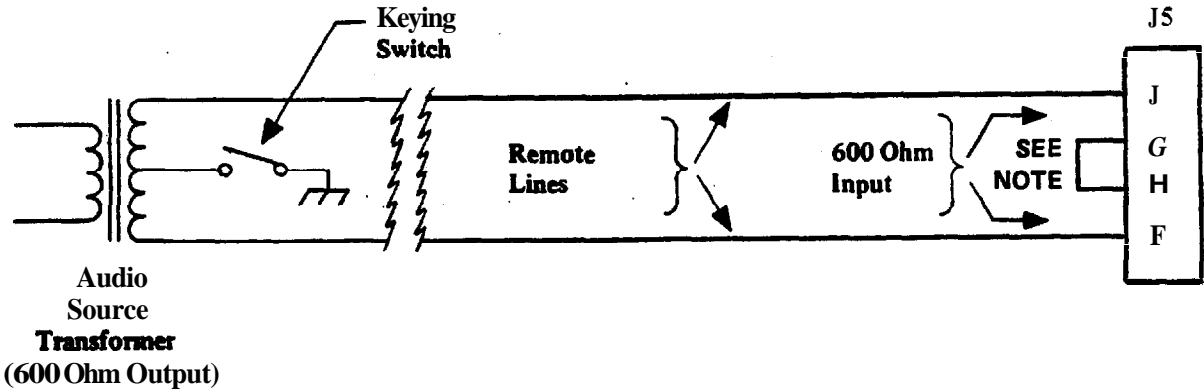 Keying
Switch
J5
J
Remote
Lines
600 Ohm
Input
SEE
NOTE
G
H
F
Audio
Source
Transformer
(600 Ohm Output)